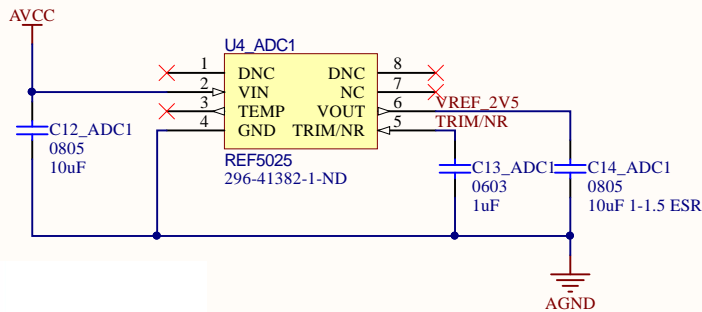 AVCC
U4_ADC1
1 DNC DNC 8
2 VIN NC 7
3 TEMP VOUT 6 VREF_2V5
4 GND TRIM/NR 5 TRIM/NR
REF5025
296-41382-1-ND
C12_ADC1
0805
10uF
C13_ADC1
0603
1uF
C14_ADC1
0805
10uF 1-1.5 ESR
AGND